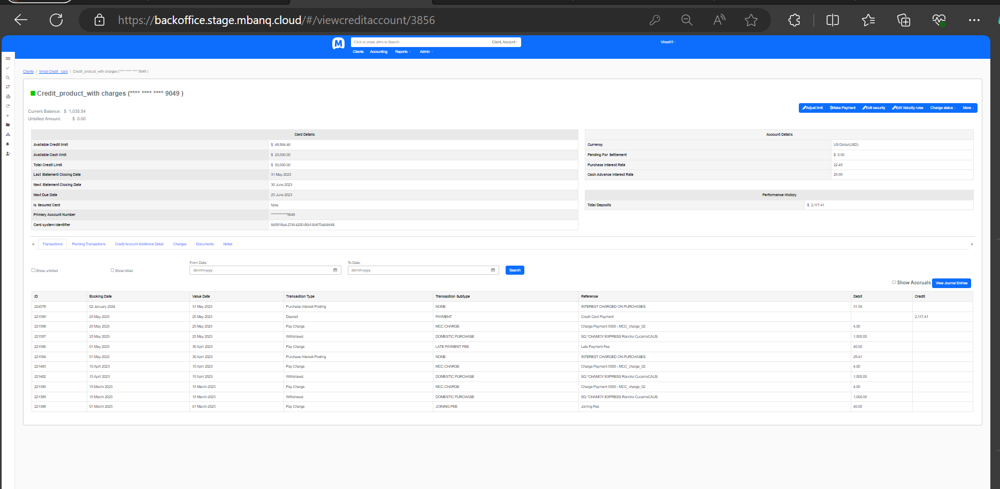 https://backoffice.stage.mbanq.cloud/#/viewcreditaccount/3856
M Click or press alt+x to Search Client, Account Vinod11
Clients Accounting Reports Admin
Clients / Vinod Credit_card / Credit_product_with charges (**** **** **** 9049 )
Credit_product_with charges (**** **** **** 9049 )
Current Balance: $ 1,035.54
Unbilled Amount: $ 0.00
Adjust limit $Make Payment Edit security Edit Velocity rules Change status More
Card Details
Available Credit limit $ 48,964.46
Available Cash limit $ 20,000.00
Total Credit Limit $ 50,000.00
Last Statement Closing Date 31 May 2023
Next Statement Closing Date 30 June 2023
Next Due Date 25 June 2023
Is Secured Card false
Primary Account Number ************9049
Card system identifier
Account Details
Currency US Dollar(USD)
Pending For Settlement $ 0.00
Purchase Interest Rate 22.49
Cash Advance Interest Rate 29.99
Performance History
Total Deposits $ 2,117.41
< Transactions Pending Transactions Credit Account Additional Detail Charges Documents Notes >
Show unbilled Show billed From Date: dd-mm-yyyy To Date: dd-mm-yyyy Search
Show Accruals View Journal Entries
ID Booking Date Value Date Transaction Type Transaction Subtype Reference Debit Credit
224578 02 January 2024 31 May 2023 Purchase Interest Posting NONE INTEREST CHARGED ON PURCHASES 31.54
221599 25 May 2023 25 May 2023 Deposit PAYMENT Credit Card Payment 2,117.41
221598 25 May 2023 25 May 2023 Pay Charge MCC CHARGE Charge Payment 5000 - MCC_charge_02 4.00
221597 25 May 2023 25 May 2023 Withdrawal DOMESTIC PURCHASE SQ *CHAMOY EXPRESS Rancho CucamoCAUS 1,000.00
221596 01 May 2023 30 April 2023 Pay Charge LATE PAYMENT FEE Late Payment Fee 40.00
221594 01 May 2023 30 April 2023 Purchase Interest Posting NONE INTEREST CHARGED ON PURCHASES 29.41
221483 15 April 2023 15 April 2023 Pay Charge MCC CHARGE Charge Payment 5000 - MCC_charge_02 4.00
221482 15 April 2023 15 April 2023 Withdrawal DOMESTIC PURCHASE SQ *CHAMOY EXPRESS Rancho CucamoCAUS 1,000.00
221390 15 March 2023 15 March 2023 Pay Charge MCC CHARGE Charge Payment 5000 - MCC_charge_02 4.00
221389 15 March 2023 15 March 2023 Withdrawal DOMESTIC PURCHASE SQ *CHAMOY EXPRESS Rancho CucamoCAUS 1,000.00
221388 01 March 2023 01 March 2023 Pay Charge JOINING FEE Joining Fee 40.00